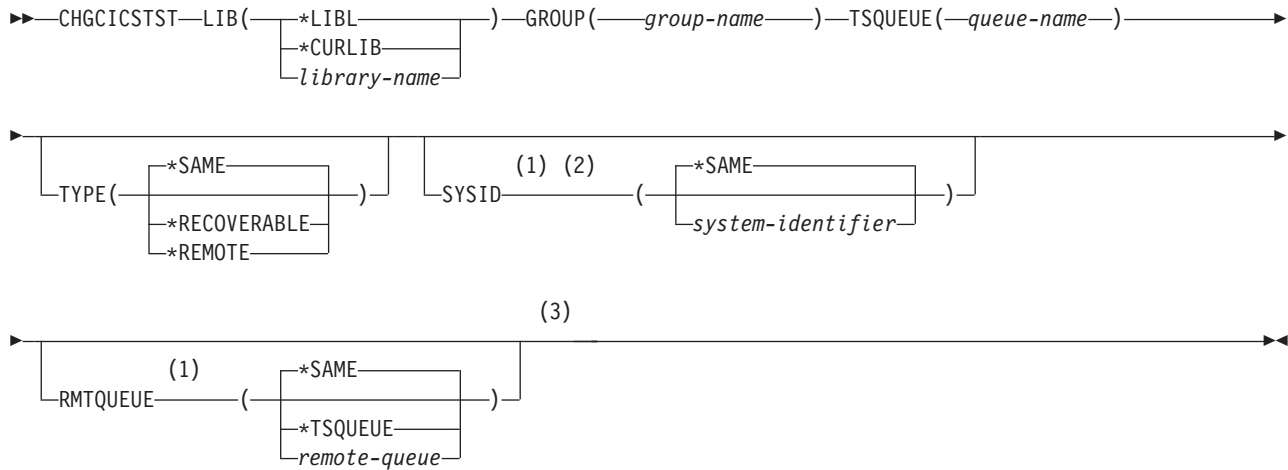 CHGCICSTST LIB( *LIBL ) GROUP( group-name ) TSQUEUE( queue-name )
*CURLIB
library-name
TYPE( *SAME )
*RECOVERABLE
*REMOTE
SYSID (1) (2) ( *SAME )
system-identifier
(3)
RMTQUEUE (1) ( *SAME )
*TSQUEUE
remote-queue